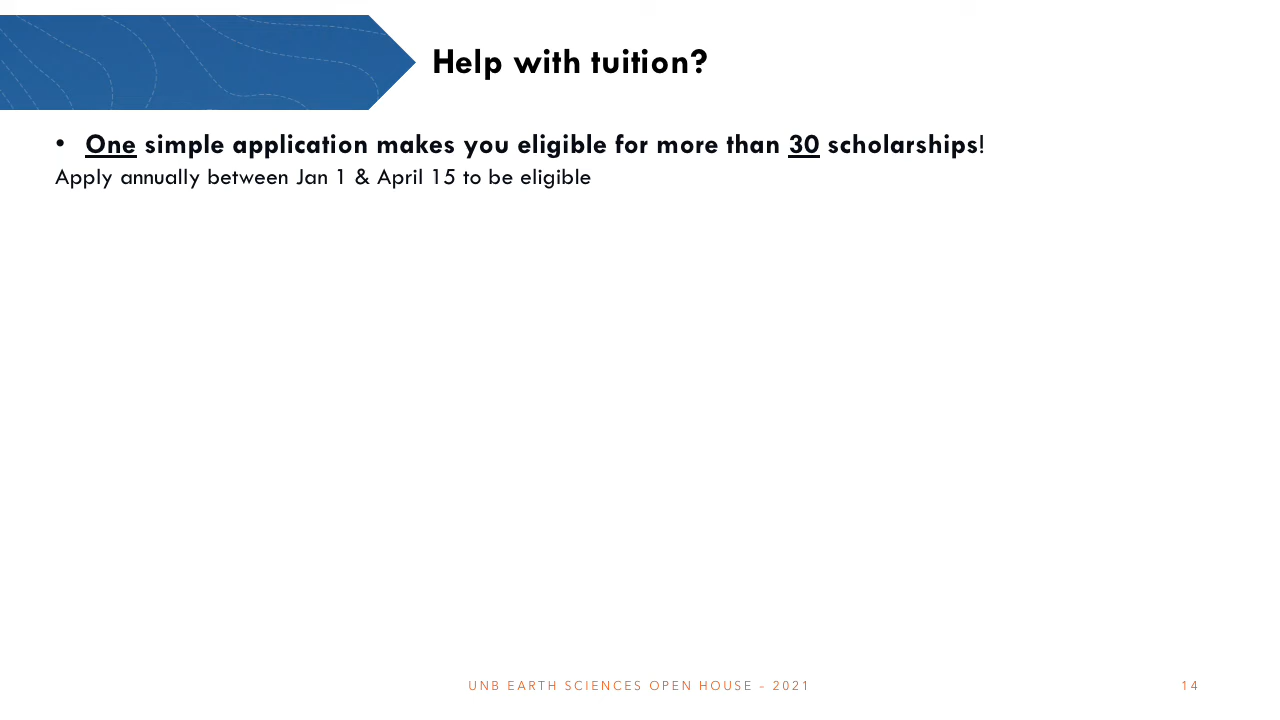 Help with tuition?
• One simple application makes you eligible for more than 30 scholarships!
Apply annually between Jan 1 & April 15 to be eligible
UNB EARTH SCIENCES OPEN HOUSE - 2021
14